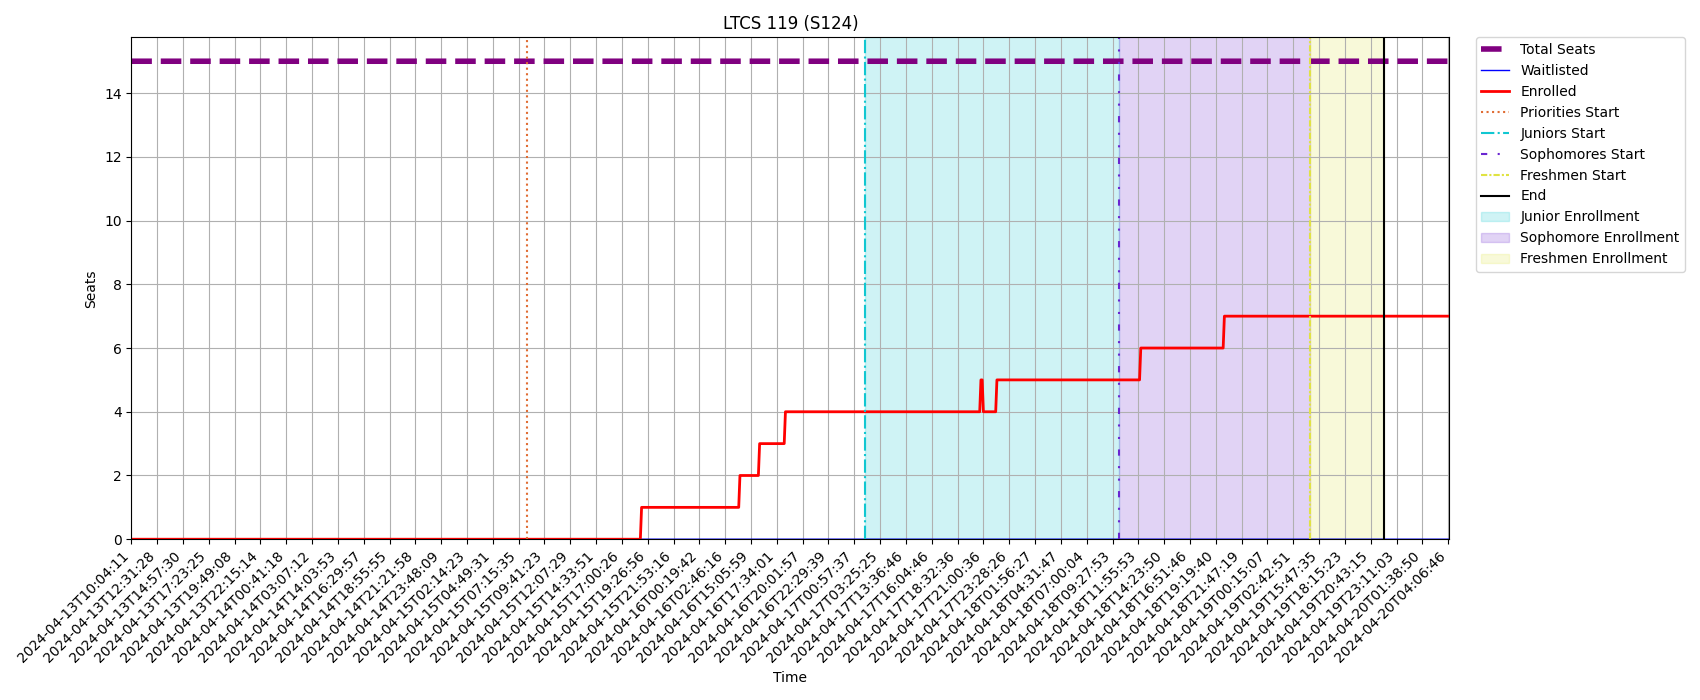 LTCS 119 (S124)
Total Seats
Waitlisted
Enrolled
Priorities Start
Juniors Start
Sophomores Start
Freshmen Start
End
Junior Enrollment
Sophomore Enrollment
Freshmen Enrollment
Seats
14
12
10
8
6
4
2
0
2024-04-13T10:04:11
2024-04-13T12:31:28
2024-04-13T14:57:30
2024-04-13T17:23:25
2024-04-13T19:49:08
2024-04-13T22:15:14
2024-04-14T00:41:18
2024-04-14T03:07:12
2024-04-14T14:03:53
2024-04-14T16:29:57
2024-04-14T18:55:55
2024-04-14T21:21:58
2024-04-14T23:48:09
2024-04-15T02:14:23
2024-04-15T04:49:31
2024-04-15T07:15:35
2024-04-15T09:41:23
2024-04-15T12:07:29
2024-04-15T14:33:51
2024-04-15T17:00:26
2024-04-15T19:26:56
2024-04-15T21:53:16
2024-04-16T00:19:42
2024-04-16T02:46:16
2024-04-16T15:05:59
2024-04-16T17:34:01
2024-04-16T20:01:57
2024-04-16T22:29:39
2024-04-17T00:57:37
2024-04-17T03:25:25
2024-04-17T13:36:46
2024-04-17T16:04:46
2024-04-17T18:32:36
2024-04-17T21:00:36
2024-04-17T23:28:26
2024-04-18T01:56:27
2024-04-18T04:31:47
2024-04-18T07:00:04
2024-04-18T09:27:53
2024-04-18T11:55:53
2024-04-18T14:23:50
2024-04-18T16:51:46
2024-04-18T19:19:40
2024-04-18T21:47:19
2024-04-19T00:15:07
2024-04-19T02:42:51
2024-04-19T15:47:35
2024-04-19T18:15:23
2024-04-19T20:43:15
2024-04-19T23:11:03
2024-04-20T01:38:50
2024-04-20T04:06:46
Time